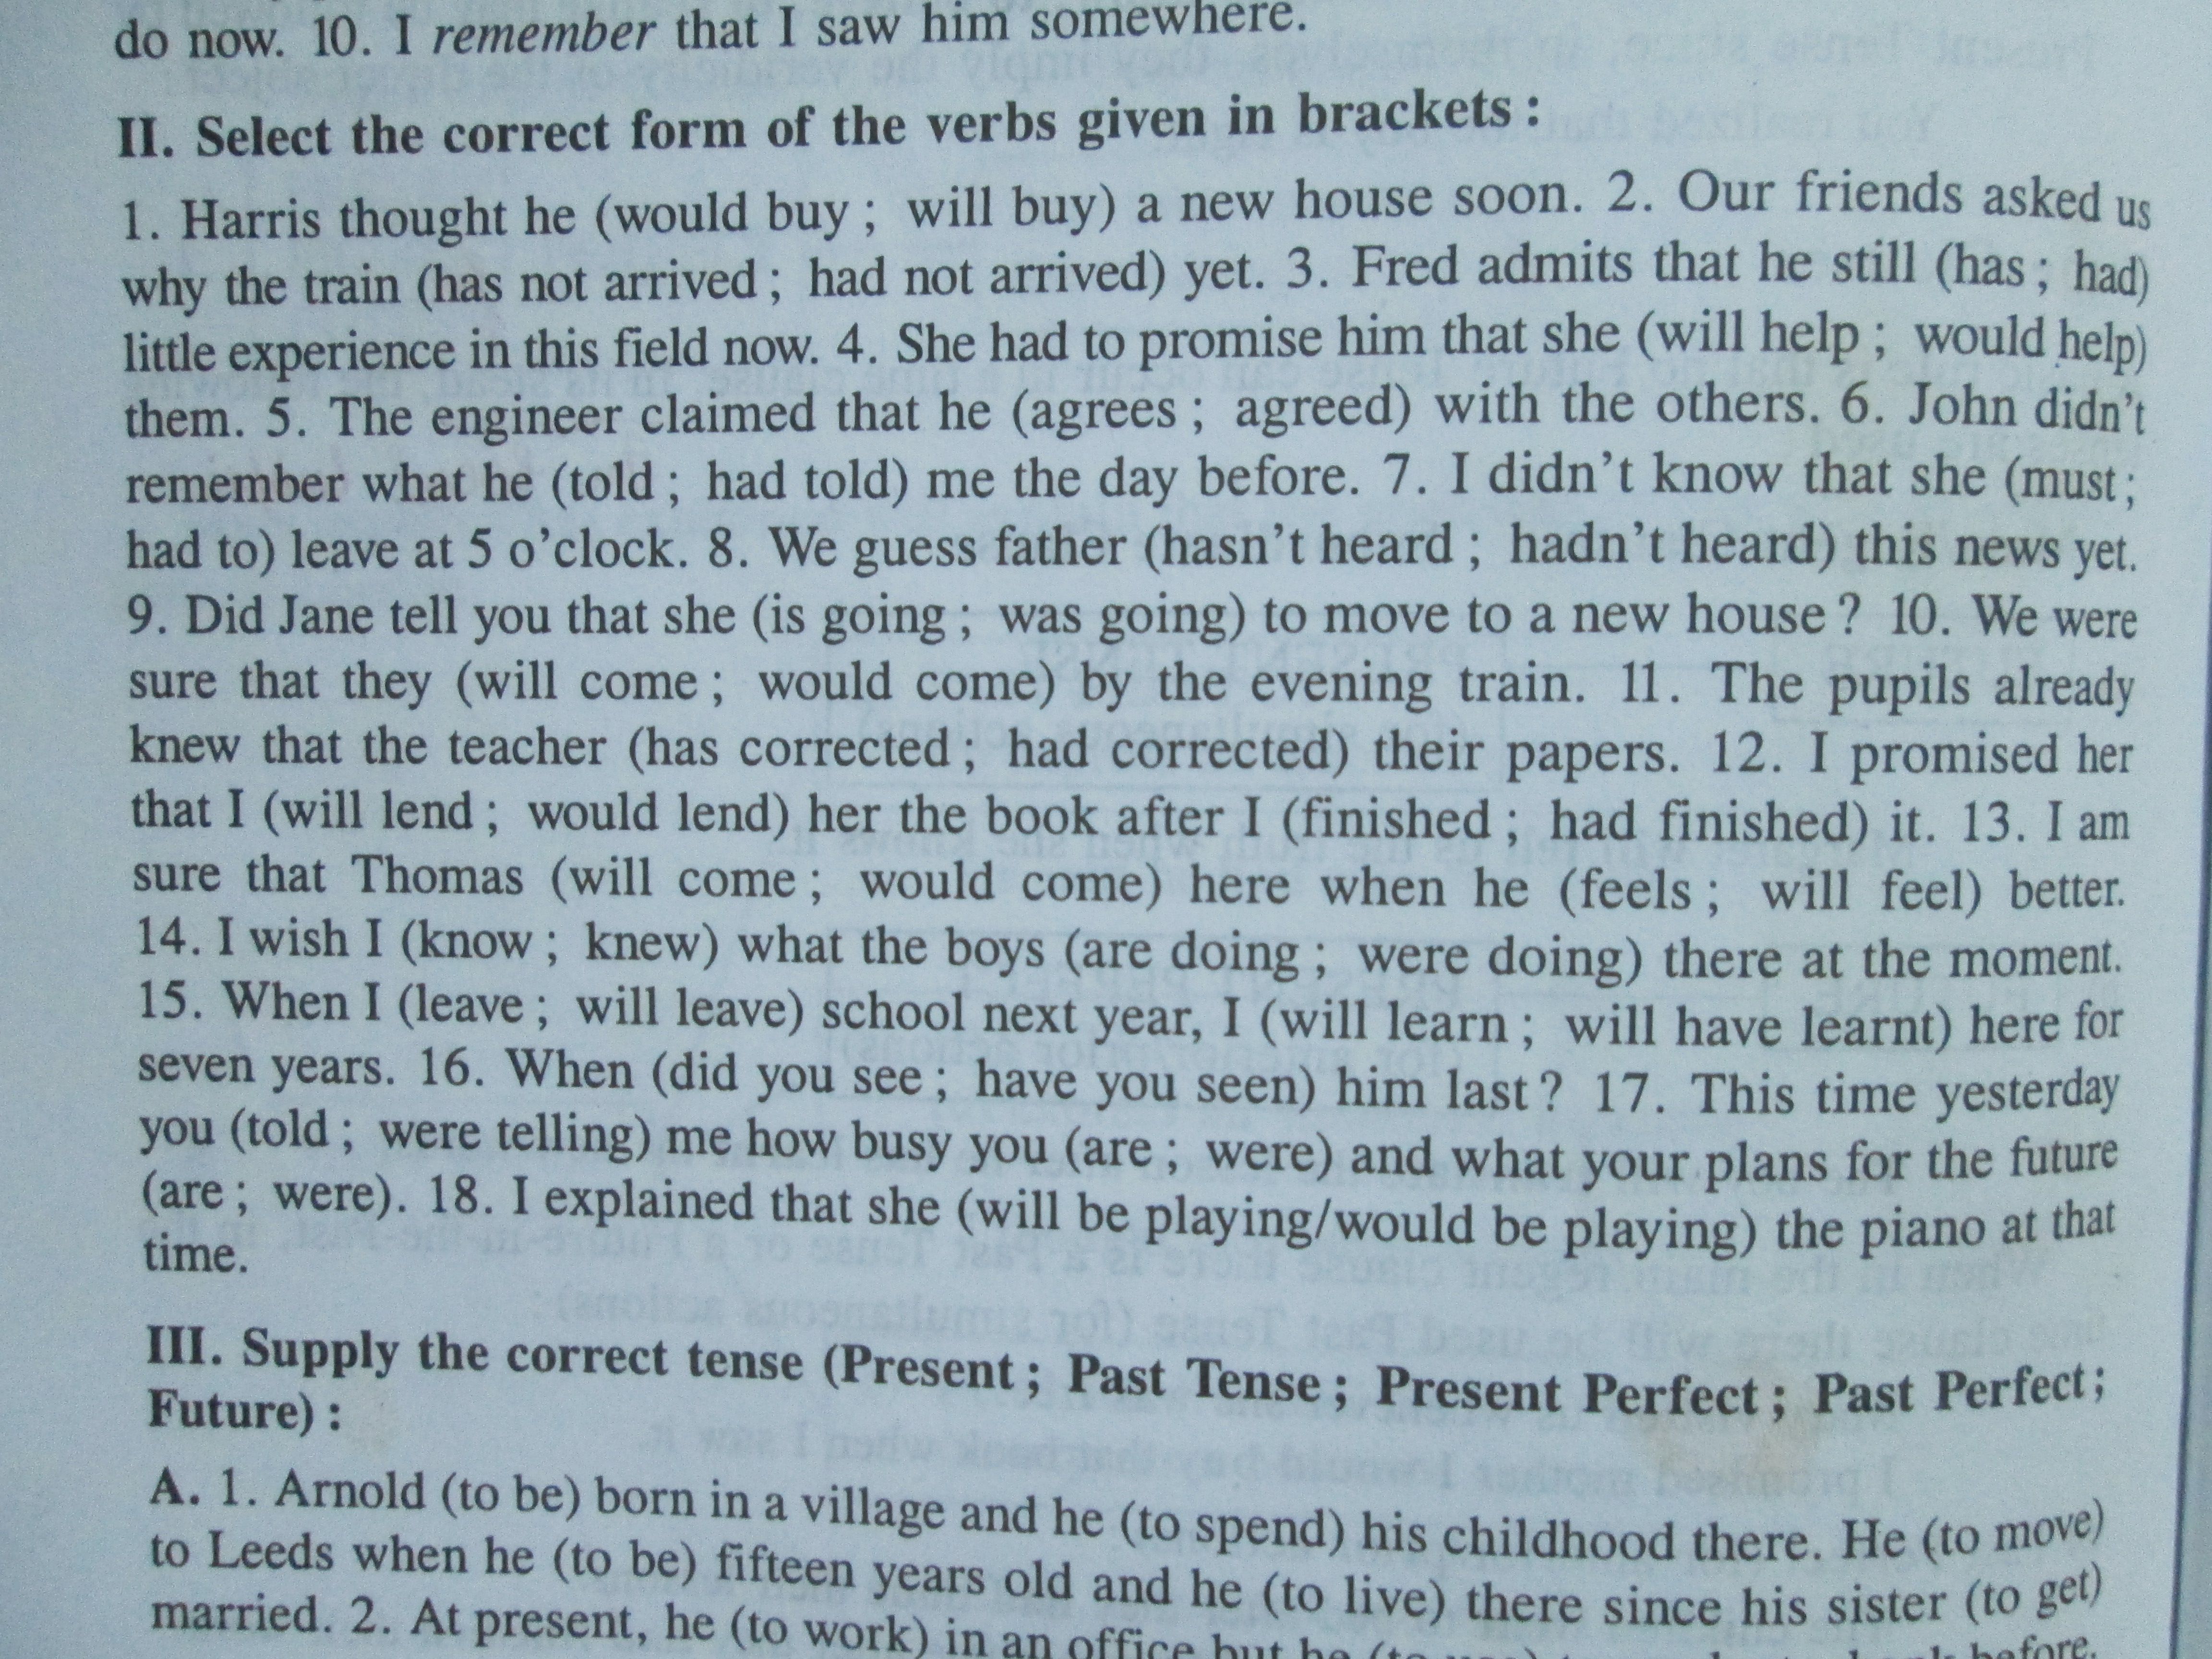 do now. 10. I remember that I saw him somewhere.
II. Select the correct form of the verbs given in brackets :
1. Harris thought he (would buy ; will buy) a new house soon. 2. Our friends asked us
why the train (has not arrived ; had not arrived) yet. 3. Fred admits that he still (has ; had)
little experience in this field now. 4. She had to promise him that she (will help ; would help)
them. 5. The engineer claimed that he (agrees ; agreed) with the others. 6. John didn't
remember what he (told ; had told) me the day before. 7. I didn't know that she (must ;
had to) leave at 5 o'clock. 8. We guess father (hasn't heard ; hadn't heard) this news yet.
9. Did Jane tell you that she (is going ; was going) to move to a new house ? 10. We were
sure that they (will come ; would come) by the evening train. 11. The pupils already
knew that the teacher (has corrected ; had corrected) their papers. 12. I promised her
that I (will lend ; would lend) her the book after I (finished ; had finished) it. 13. I am
sure that Thomas (will come ; would come) here when he (feels ; will feel) better.
14. I wish I (know ; knew) what the boys (are doing ; were doing) there at the moment.
15. When I (leave ; will leave) school next year, I (will learn ; will have learnt) here for
seven years. 16. When (did you see ; have you seen) him last ? 17. This time yesterday
you (told ; were telling) me how busy you (are ; were) and what your plans for the future
(are ; were). 18. I explained that she (will be playing/would be playing) the piano at that
time.
III. Supply the correct tense (Present ; Past Tense ; Present Perfect ; Past Perfect ;
Future) :
A. 1. Arnold (to be) born in a village and he (to spend) his childhood there. He (to move)
to Leeds when he (to be) fifteen years old and he (to live) there since his sister (to get)
married. 2. At present, he (to work) in an office but he before.